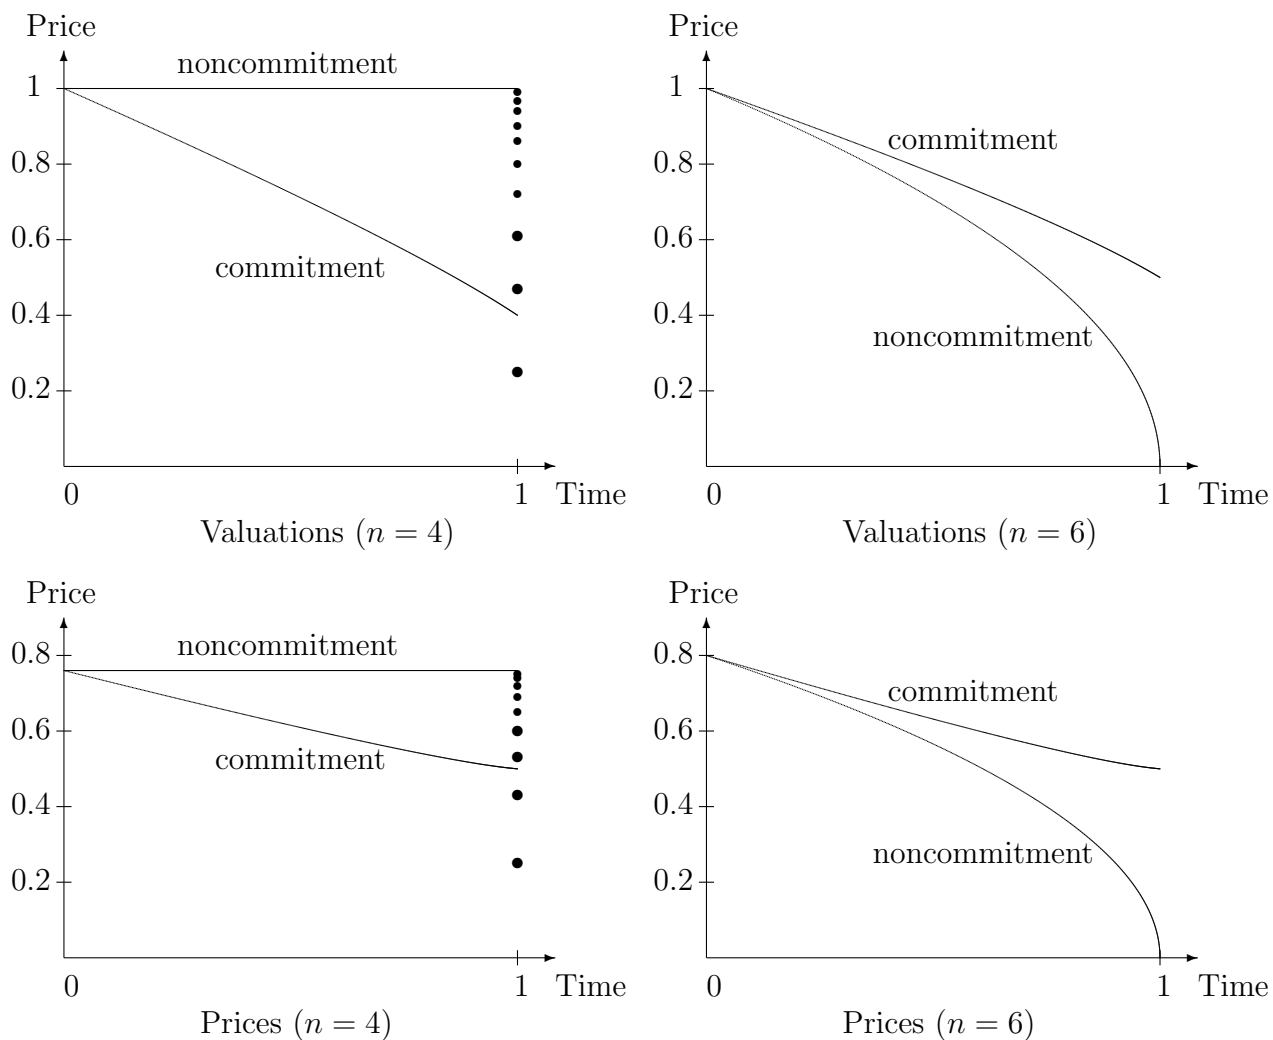 Price
noncommitment
1
0.8
0.6
commitment
0.4
0.2
0
1
Time
Valuations (n = 4)
Price
1
commitment
0.8
0.6
0.4
noncommitment
0.2
0
1
Time
Valuations (n = 6)
Price
noncommitment
0.8
0.6
commitment
0.4
0.2
0
1
Time
Prices (n = 4)
Price
0.8
commitment
0.6
0.4
noncommitment
0.2
0
1
Time
Prices (n = 6)